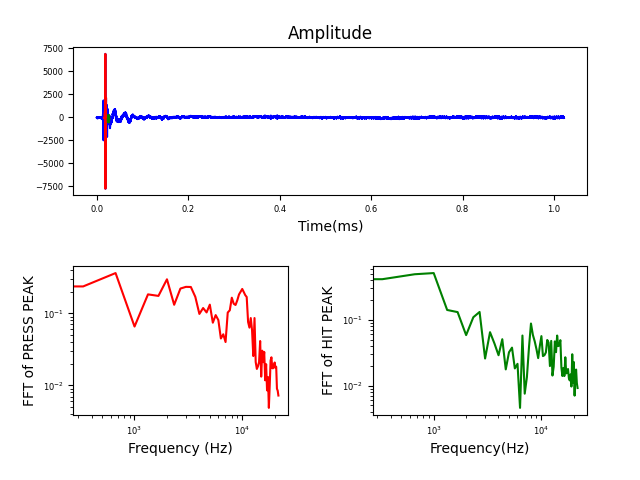 Amplitude
7500
5000
2500
0
−2500
−5000
−7500
0.0 0.2 0.4 0.6 0.8 1.0
Time(ms)
FFT of PRESS PEAK
10⁻¹
10⁻²
10³ 10⁴
Frequency (Hz)
FFT of HIT PEAK
10⁻¹
10⁻²
10³ 10⁴
Frequency(Hz)